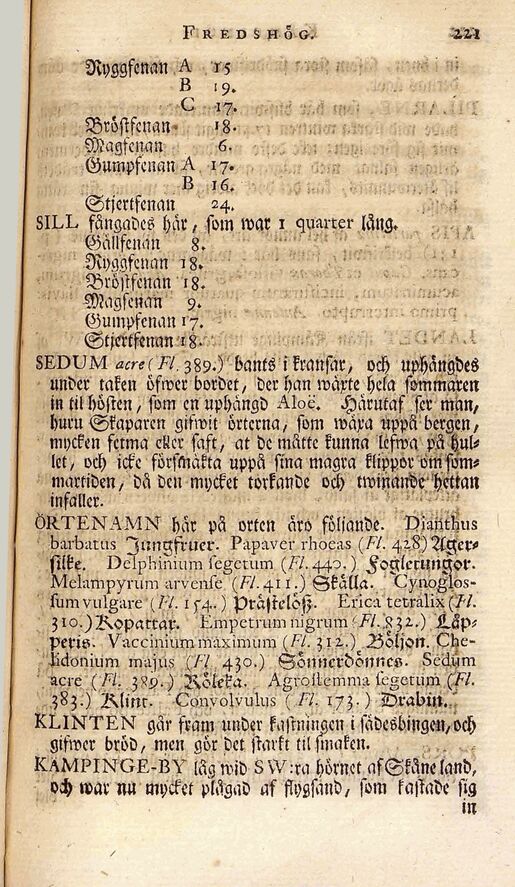 FREDSHÖG. 221
Ryggfenan A 15
B 19.
C 17.
Bröstfenan 18.
Magfenan 6.
Gumpfenan A 17.
B 16.
Stjertfenan 24.
SILL fångades här, som war 1 quarter lång.
Gällfenan 8.
Ryggfenan 18.
Bröstfenan 18.
Magfenan 9.
Gumpfenan 17.
Stjertfenan 18.
SEDUM acre (Fl. 389.) bants i kransar, och uphängdes
under taken öfwer bordet, der han wäxte hela sommaren
in til hösten, som en uphängd Aloë. Härutaf ser man,
huru Skaparen gifwit örterna, som wäxa uppå bergen,
mycken fetma eller saft, at de måtte kunna lefwa på hul-
let, och icke försmäkta uppå sina magra klippor om som-
martiden, då den mycket torkande och twinande hettan
infaller.
ÖRTENAMN här på orten äro följande. Dianthus
barbatus Jungfruer. Papaver rhoeas (Fl. 428) Åger-
silke. Delphinium segetum (Fl. 440.) Fogletungor.
Melampyrum arvense (Fl. 411.) Skälla. Cynoglos-
sum vulgare (Fl. 154.) Prästelöß. Erica tetralix (Fl.
310.) Kopattar. Empetrum nigrum (Fl. 832.) Läp-
peris. Vaccinium maximum (Fl. 312.) Böljon. Che-
lidonium majus (Fl. 430.) Sönnerdönnes. Sedum
acre (Fl. 389.) Röleka. Agrostemma segetum (Fl.
383.) Klint. Convolvulus (Fl. 173.) Drabin.
KLINTEN går fram under kastningen i sädesbingen, och
gifwer bröd, men gör det starkt til smaken.
KÄMPINGE-BY låg wid SW:ra hörnet af Skåne land,
och war nu mycket plågad af flygsand, som kastade sig
in